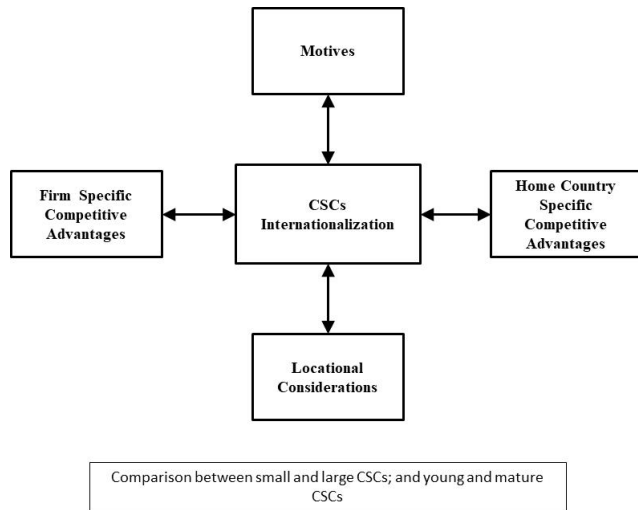 Motives
Firm Specific
Competitive
Advantages
CSCs
Internationalization
Home Country
Specific
Competitive
Advantages
Locational
Considerations
Comparison between small and large CSCs; and young and mature
CSCs